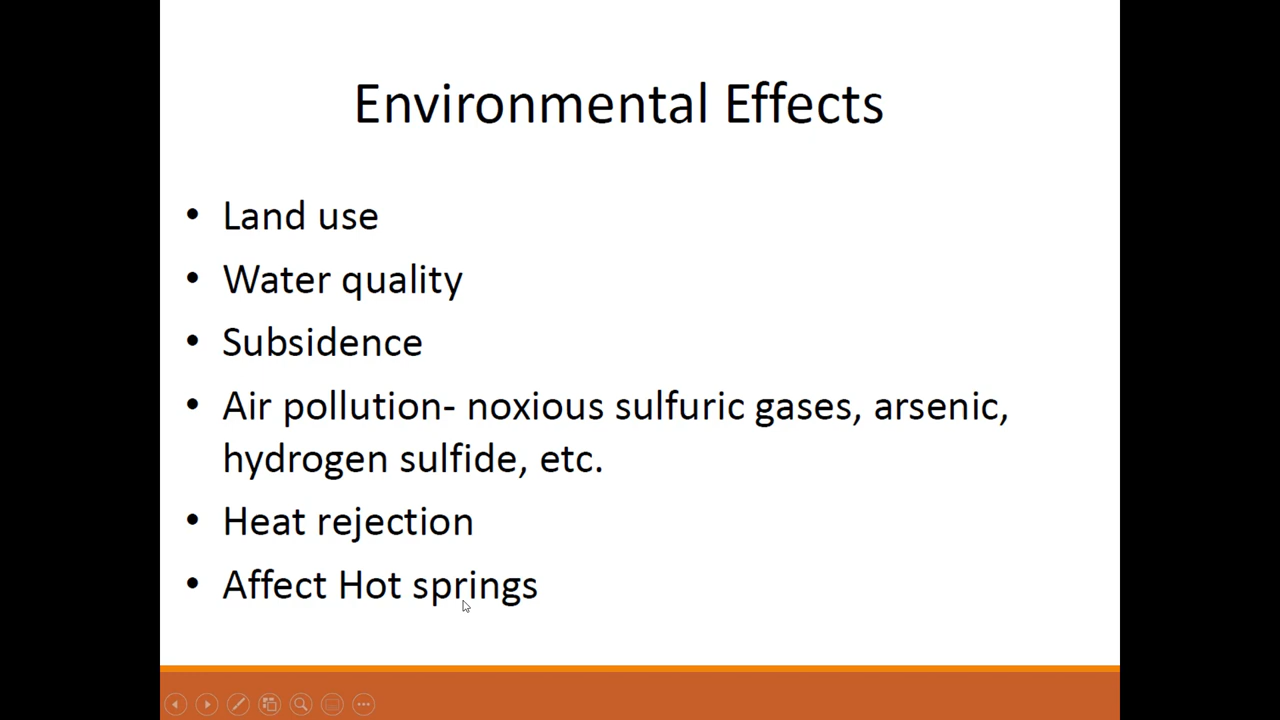 Environmental Effects
• Land use
• Water quality
• Subsidence
• Air pollution- noxious sulfuric gases, arsenic,
hydrogen sulfide, etc.
• Heat rejection
• Affect Hot springs